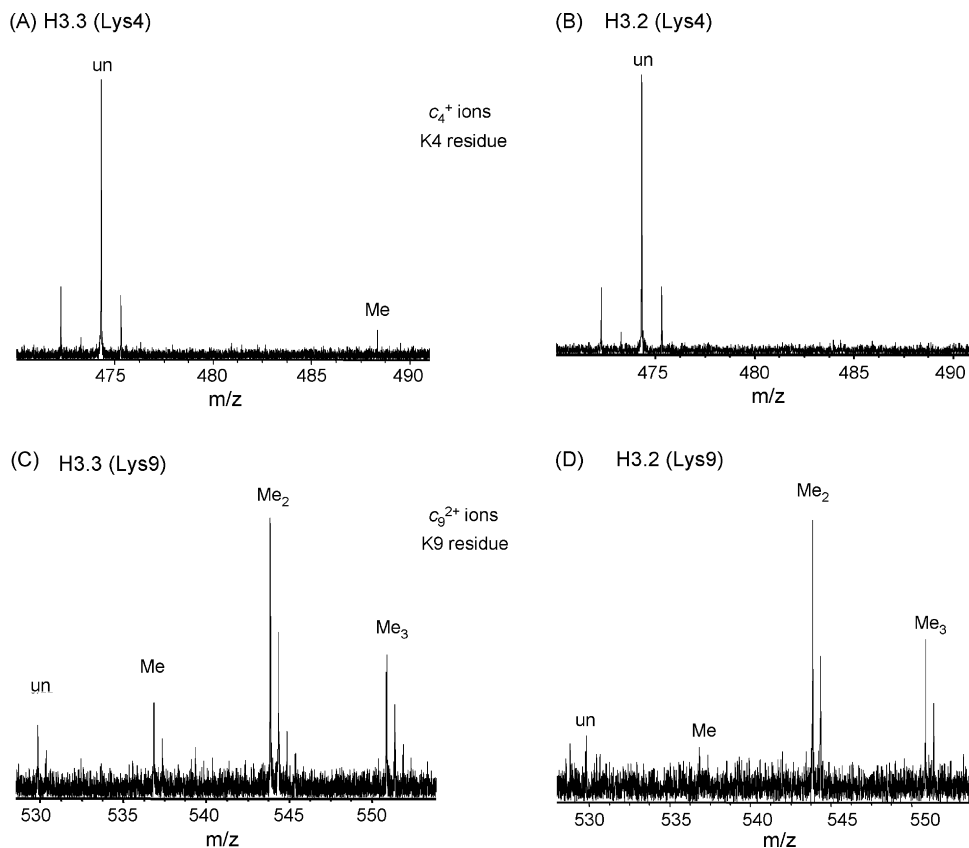 (A) H3.3 (Lys4)
(B) H3.2 (Lys4)
un
un
c₄⁺ ions
K4 residue
Me
475 480 485 490
475 480 485 490
m/z
m/z
(C) H3.3 (Lys9)
(D) H3.2 (Lys9)
Me₂
Me₂
c₉²⁺ ions
K9 residue
Me₃
Me₃
Me
un
un
Me
530 535 540 545 550
530 535 540 545 550
m/z
m/z